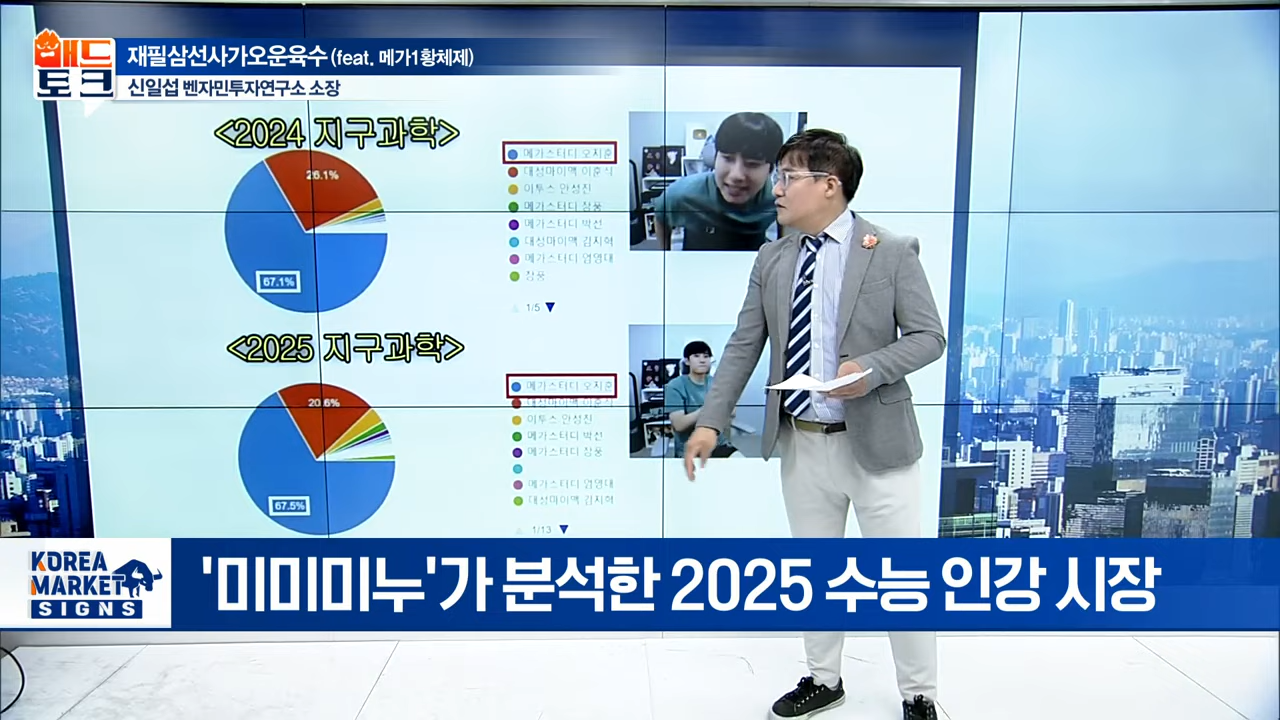 매드
토크
재필삼선사가오운육수 (feat. 메가1황체제)
신일섭 벤자민투자연구소 소장
<2024 지구과학>
26.1%
67.1%
메가스터디 오지훈
대성마이맥 이훈식
이투스 안성진
메가스터디 장풍
메가스터디 박선
대성마이맥 김지혁
메가스터디 엄영대
장풍
1/5
<2025 지구과학>
20.6%
67.5%
메가스터디 오지훈
대성마이맥 이훈식
이투스 안성진
메가스터디 박선
메가스터디 장풍
메가스터디 엄영대
대성마이맥 김지혁
1/13
KOREA
MARKET
SIGNS
'미미미누'가 분석한 2025 수능 인강 시장